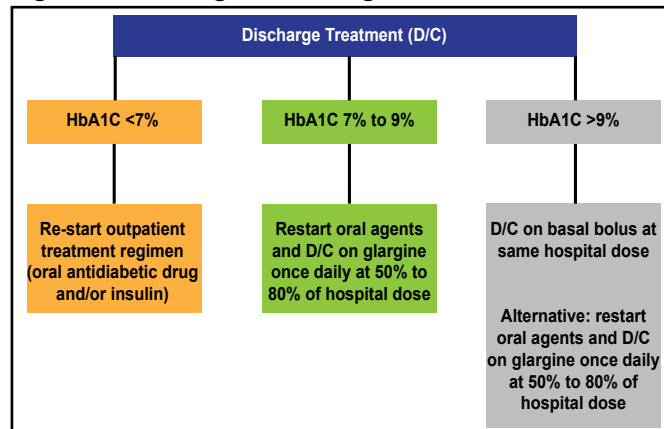 Discharge Treatment (D/C)
HbA1C <7%
HbA1C 7% to 9%
HbA1C >9%
Re-start outpatient
treatment regimen
(oral antidiabetic drug
and/or insulin)
Restart oral agents
and D/C on glargine
once daily at 50% to
80% of hospital dose
D/C on basal bolus at
same hospital dose
Alternative: restart
oral agents and D/C
on glargine once daily
at 50% to 80% of
hospital dose